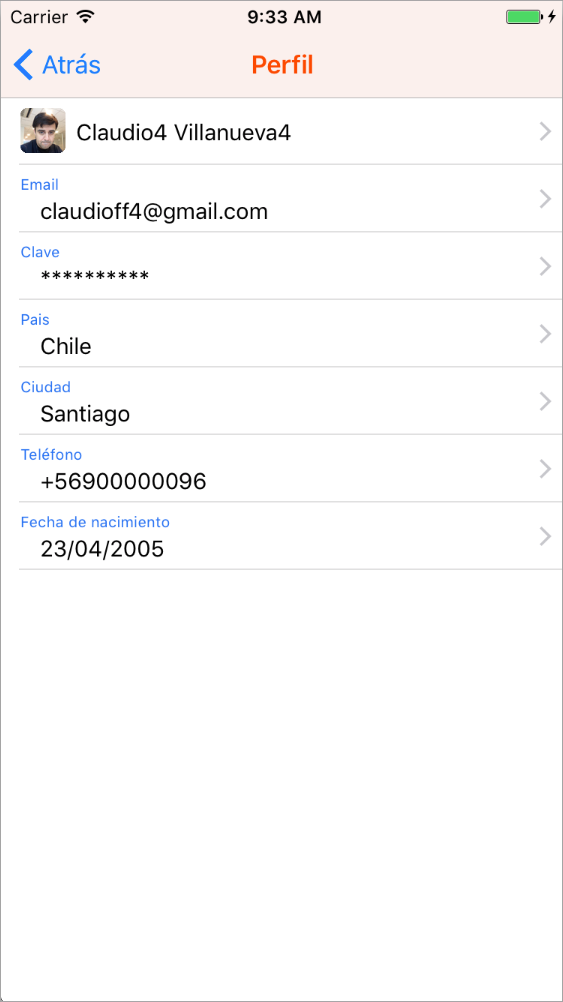 Carrier 9:33 AM
Atrás Perfil
Claudio4 Villanueva4
Email
claudioff4@gmail.com
Clave
**********
Pais
Chile
Ciudad
Santiago
Teléfono
+56900000096
Fecha de nacimiento
23/04/2005